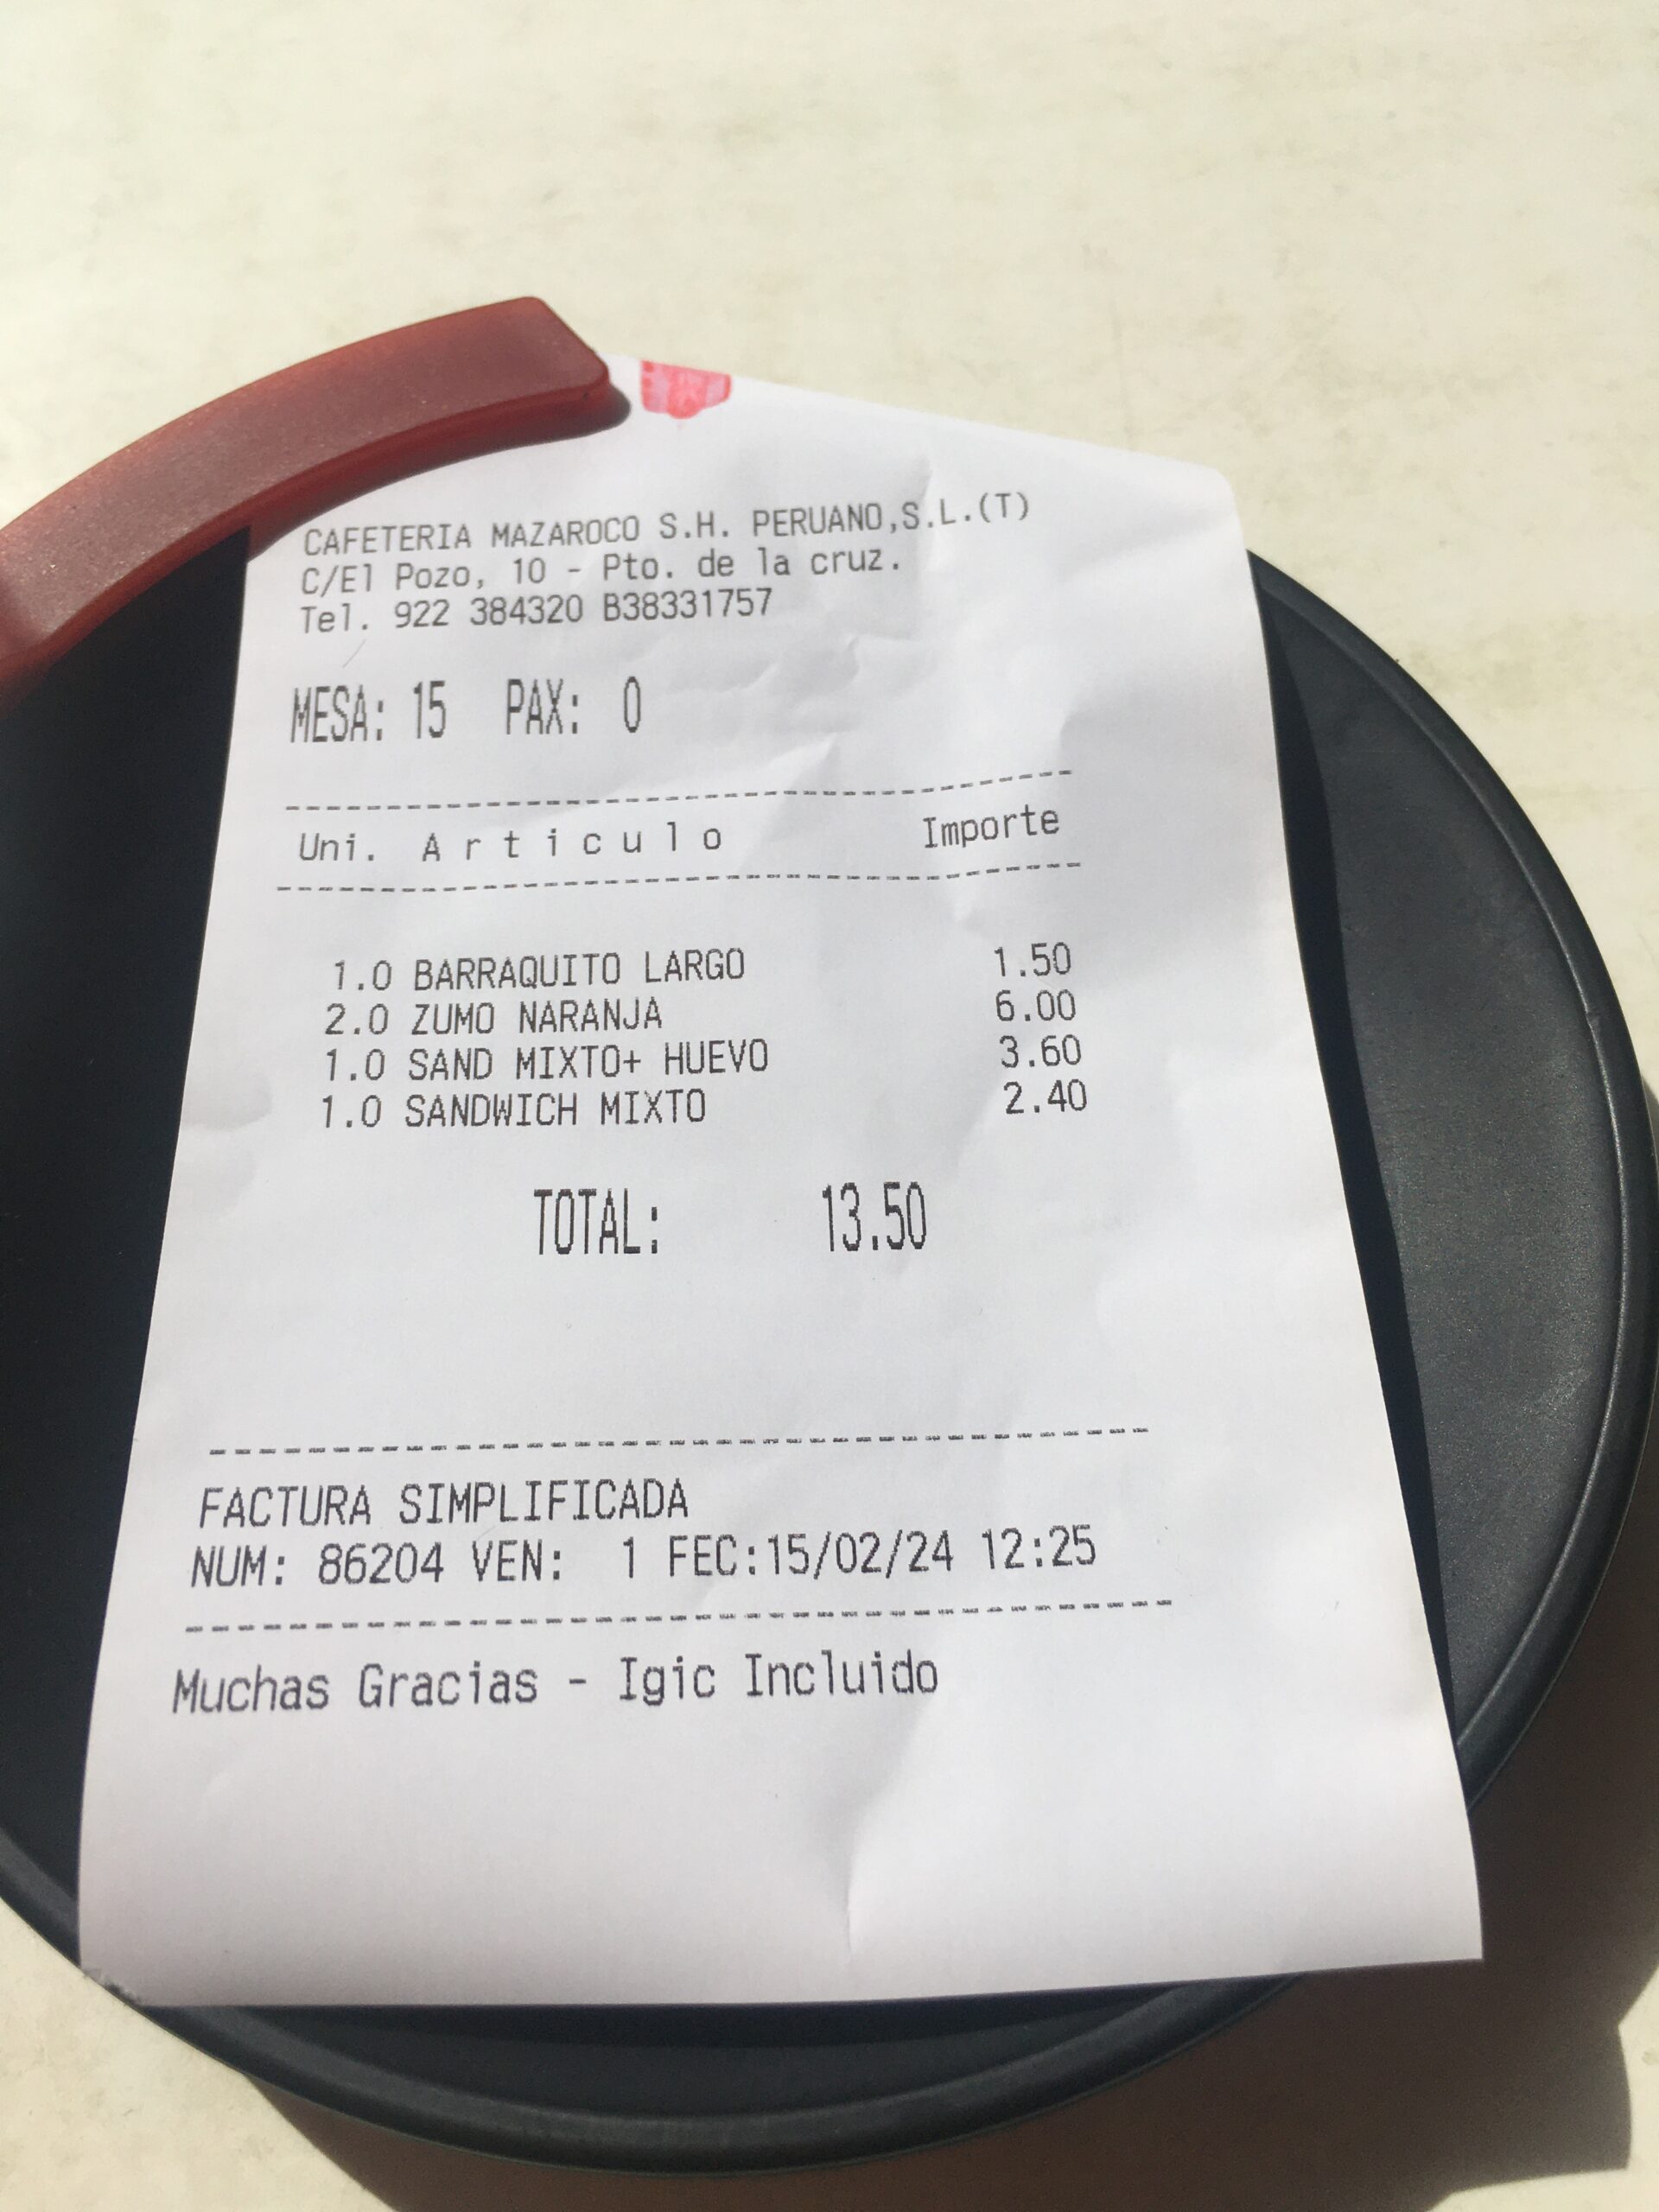 CAFETERIA MAZAROCO S.H. PERUANO,S.L.(T)
C/El Pozo, 10 - Pto. de la cruz.
Tel. 922 384320 B38331757
MESA: 15 PAX: 0
Uni. Articulo Importe
1.0 BARRAQUITO LARGO 1.50
2.0 ZUMO NARANJA 6.00
1.0 SAND MIXTO+ HUEVO 3.60
1.0 SANDWICH MIXTO 2.40
TOTAL: 13.50
FACTURA SIMPLIFICADA
NUM: 86204 VEN: 1 FEC:15/02/24 12:25
Muchas Gracias - Igic Incluido